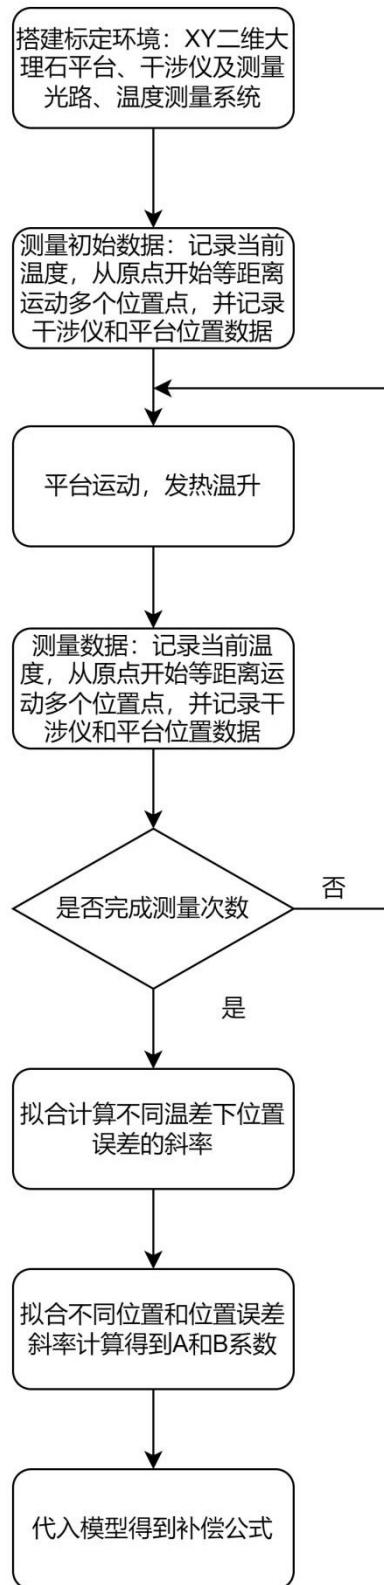 搭建标定环境：XY二维大
理石平台、干涉仪及测量
光路、温度测量系统
测量初始数据：记录当前
温度，从原点开始等距离
运动多个位置点，并记录
干涉仪和平台位置数据
平台运动，发热温升
测量数据：记录当前温
度，从原点开始等距离运
动多个位置点，并记录干
涉仪和平台位置数据
是否完成测量次数
否
是
拟合计算不同温差下位置
误差的斜率
拟合不同位置和位置误差
斜率计算得到A和B系数
代入模型得到补偿公式